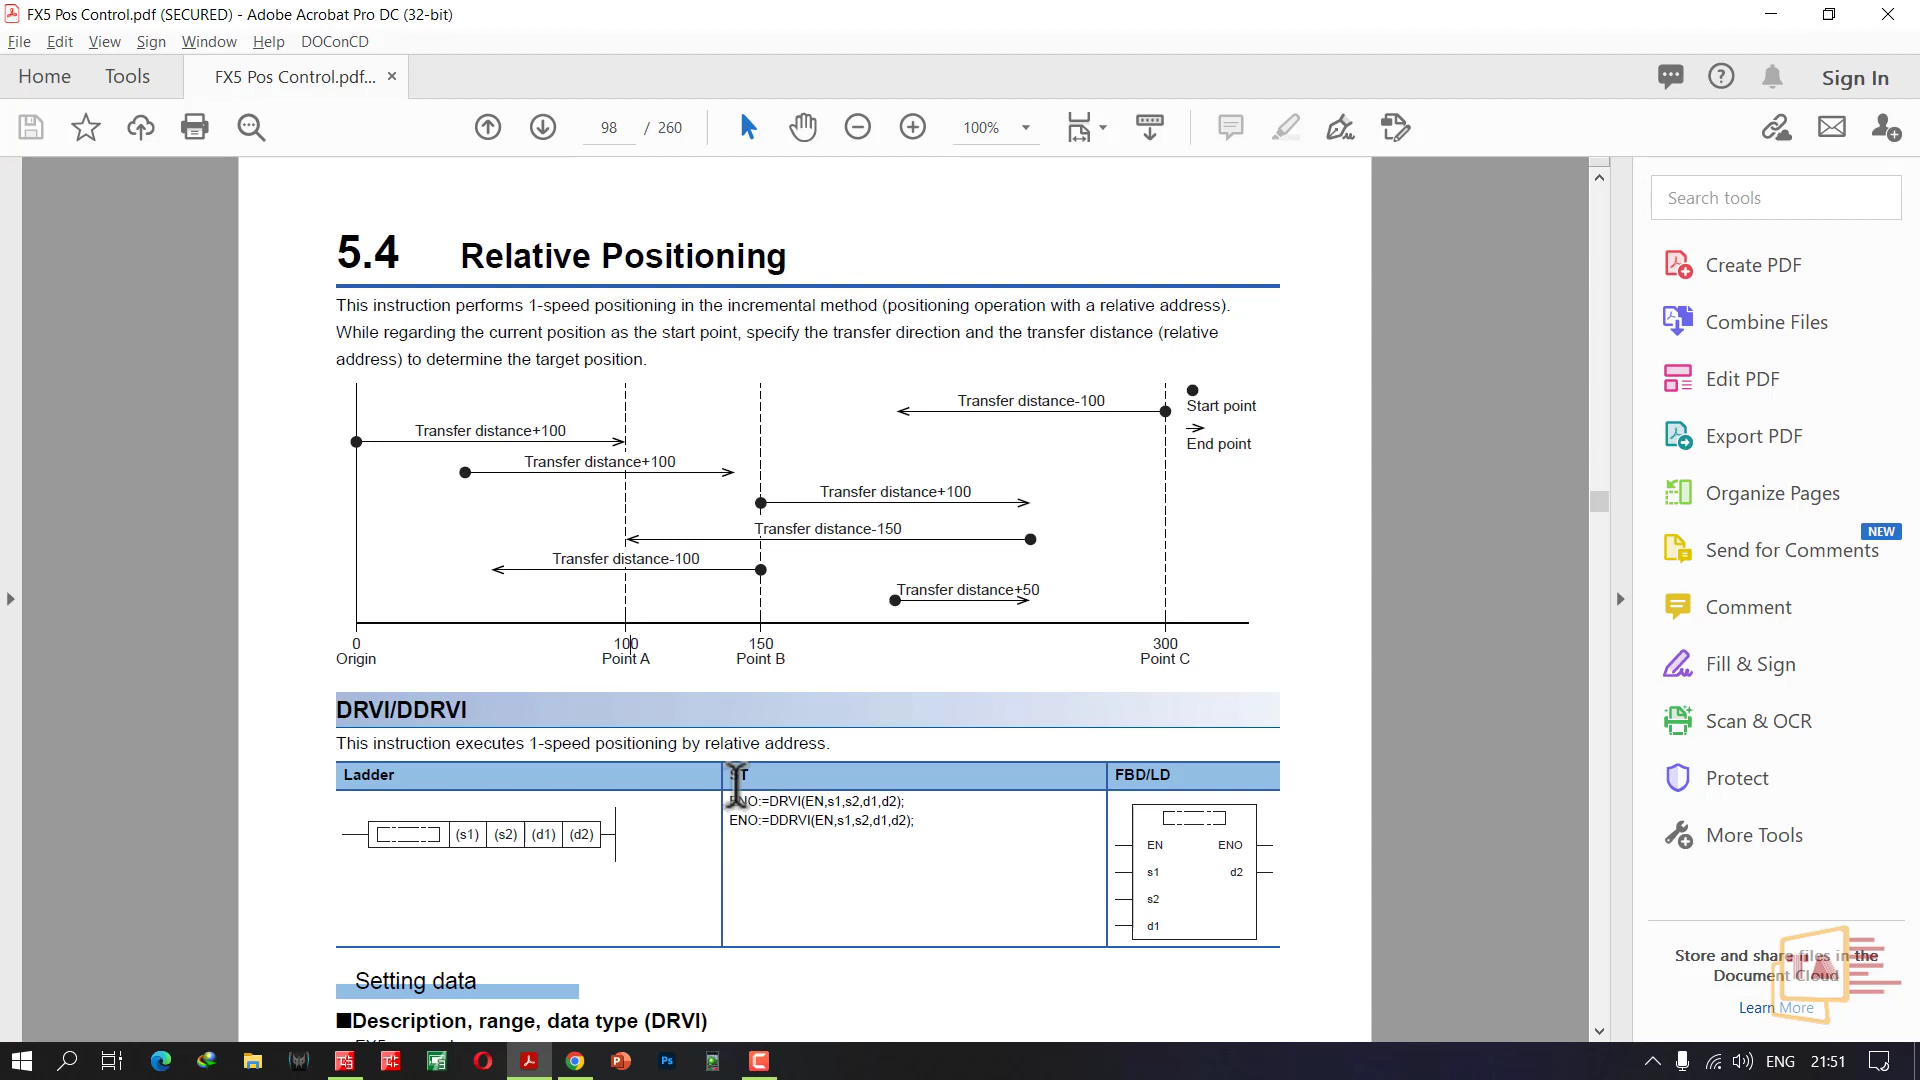 FX5 Pos Control.pdf (SECURED) - Adobe Acrobat Pro DC (32-bit)
File Edit View Sign Window Help DOConCD
Home Tools FX5 Pos Control.pdf... × Sign In
98 / 260 100%
5.4 Relative Positioning
This instruction performs 1-speed positioning in the incremental method (positioning operation with a relative address).
While regarding the current position as the start point, specify the transfer direction and the transfer distance (relative
address) to determine the target position.
Transfer distance-100
Start point
Transfer distance+100
End point
Transfer distance+100
Transfer distance+100
Transfer distance-150
Transfer distance-100
Transfer distance+50
0 100 150 300
Origin Point A Point B Point C
DRVI/DDRVI
This instruction executes 1-speed positioning by relative address.
Ladder ST FBD/LD
ENO:=DRVI(EN,s1,s2,d1,d2);
ENO:=DDRVI(EN,s1,s2,d1,d2);
(s1) (s2) (d1) (d2)
EN ENO
s1 d2
s2
d1
Setting data
■Description, range, data type (DRVI)
Search tools
Create PDF
Combine Files
Edit PDF
Export PDF
Organize Pages
NEW
Send for Comments
Comment
Fill & Sign
Scan & OCR
Protect
More Tools
Store and share files in the
Document Cloud
Learn More
ENG 21:51